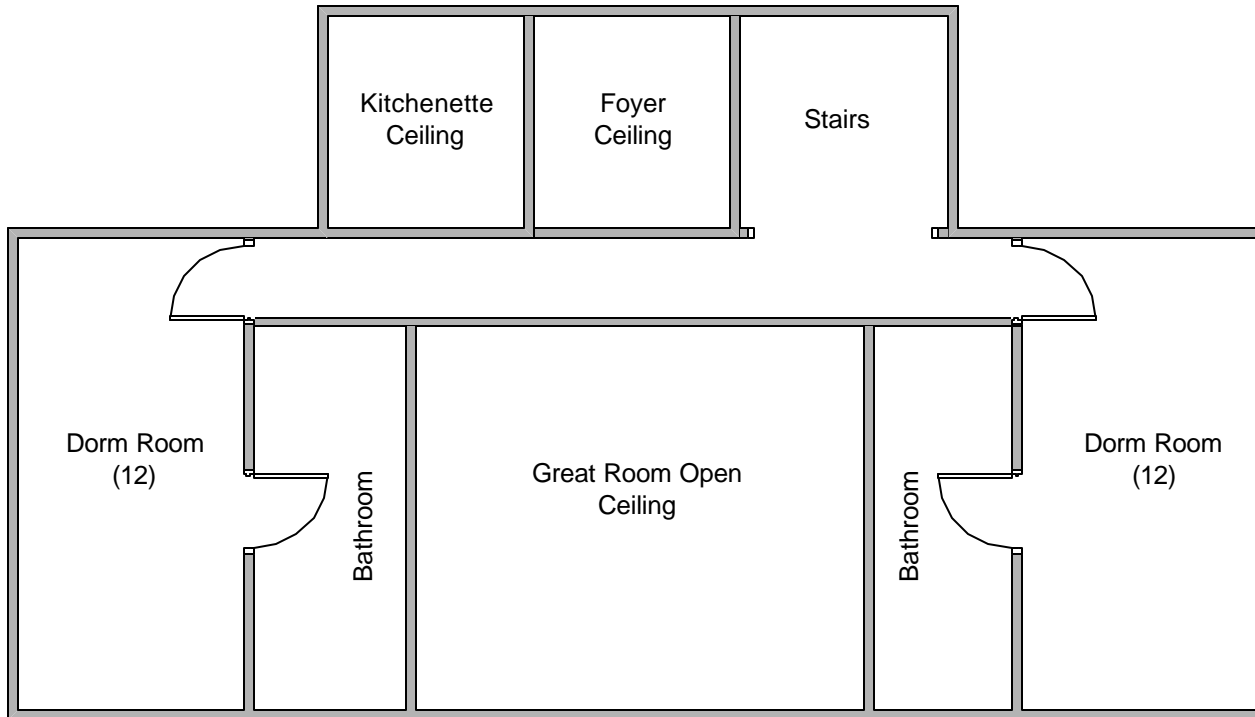 Kitchenette
Ceiling
Foyer
Ceiling
Stairs
Dorm Room
(12)
Bathroom
Great Room Open
Ceiling
Bathroom
Dorm Room
(12)